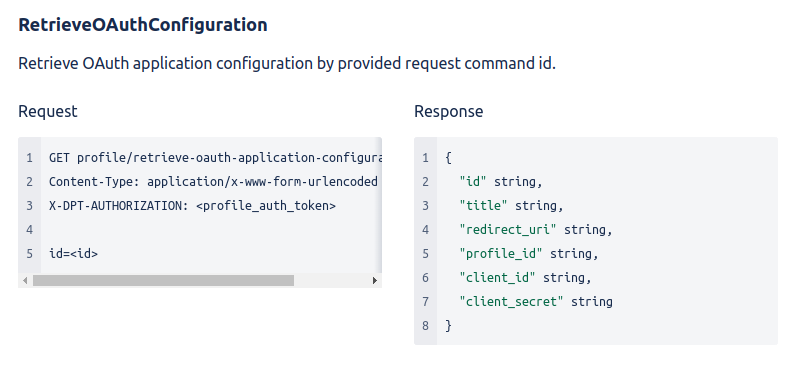 RetrieveOAuthConfiguration
Retrieve OAuth application configuration by provided request command id.
Request
1 GET profile/retrieve-oauth-application-configura
2 Content-Type: application/x-www-form-urlencoded
3 X-DPT-AUTHORIZATION: <profile_auth_token>
4
5 id=<id>
Response
1 {
2 "id" string,
3 "title" string,
4 "redirect_uri" string,
5 "profile_id" string,
6 "client_id" string,
7 "client_secret" string
8 }